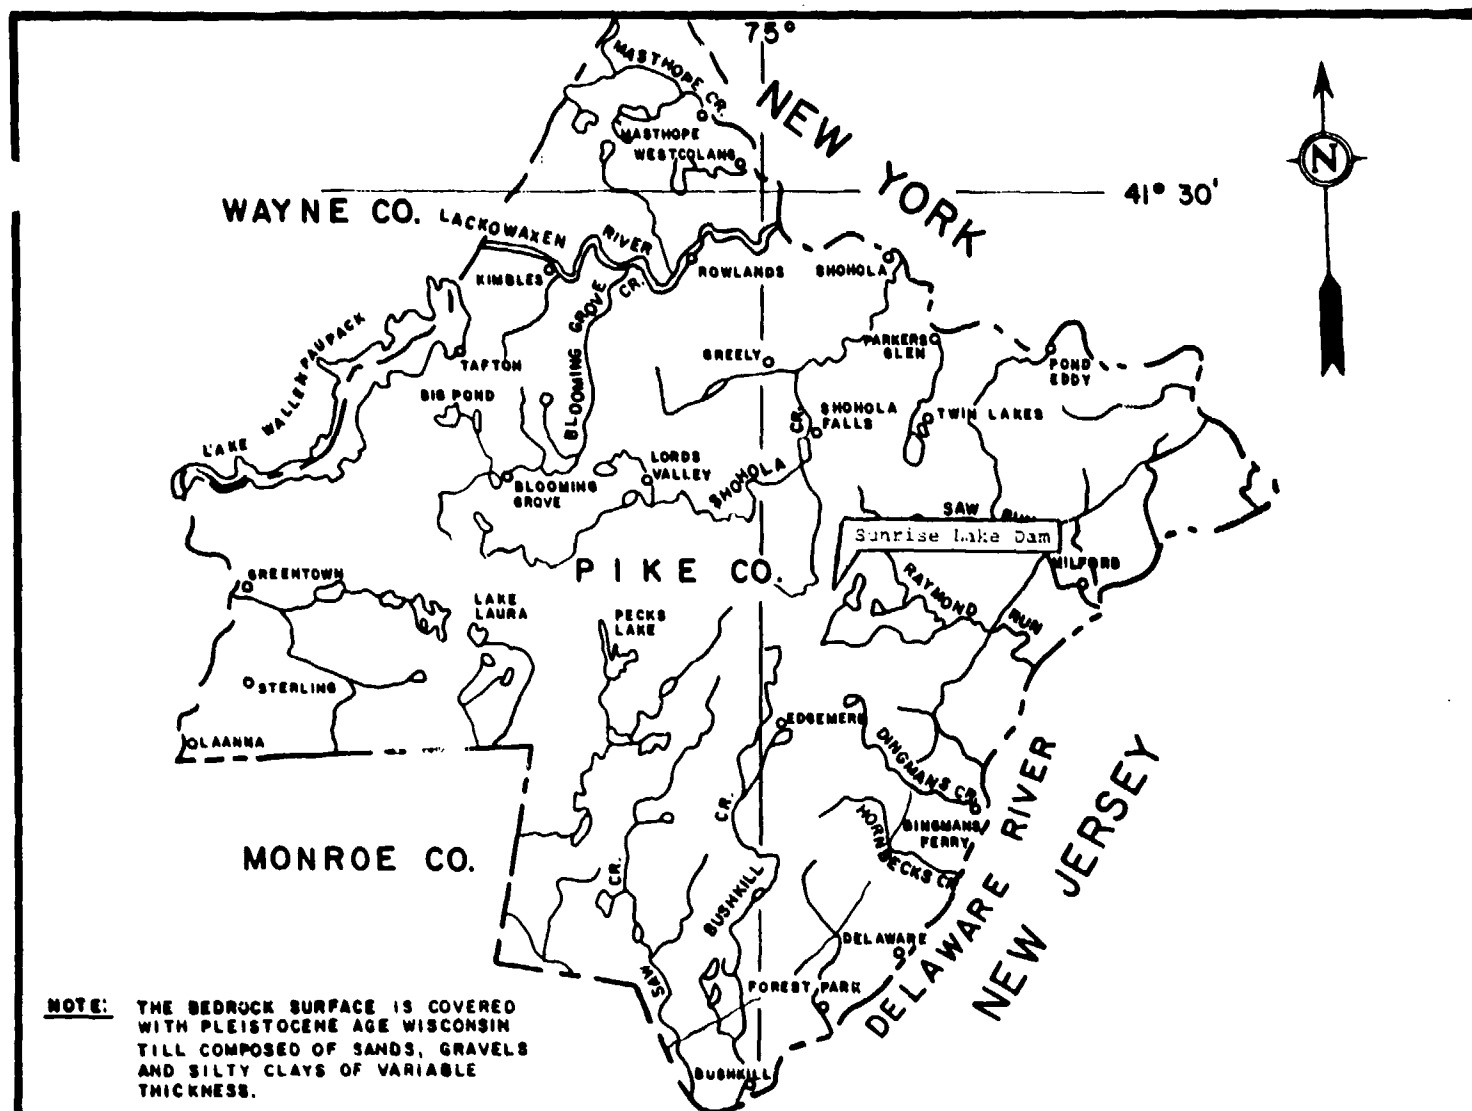 75°
MASTHOPE CR.
NEW YORK
N
MASTHOPE
WESTCOLANG
41° 30'
WAYNE CO.
LACKOWAXEN RIVER
KIMBLES
ROWLANDS
SHOHOLA
BLOOMING GROVE CR.
LAKE WALLENPAUPACK
TAFTON
GREELY
PARKERS
GLEN
POND
EDDY
BIG POND
SHOHOLA
FALLS
TWIN LAKES
LORDS
VALLEY
SHOHOLA CR.
BLOOMING
GROVE
SAW
Sunrise Lake Dam
PIKE CO.
MILFORD
GREENTOWN
LAKE
LAURA
PECKS
LAKE
RAYMOND RUN
STERLING
EDGEMERE
LAANNA
DINGMANS CR.
DINGMANS
FERRY
HORNBECKS CR.
MONROE CO.
SAW CR.
BUSHKILL CR.
DELAWARE
DELAWARE RIVER
NEW JERSEY
FOREST PARK
BUSHKILL
NOTE: THE BEDROCK SURFACE IS COVERED
WITH PLEISTOCENE AGE WISCONSIN
TILL COMPOSED OF SANDS, GRAVELS
AND SILTY CLAYS OF VARIABLE
THICKNESS.